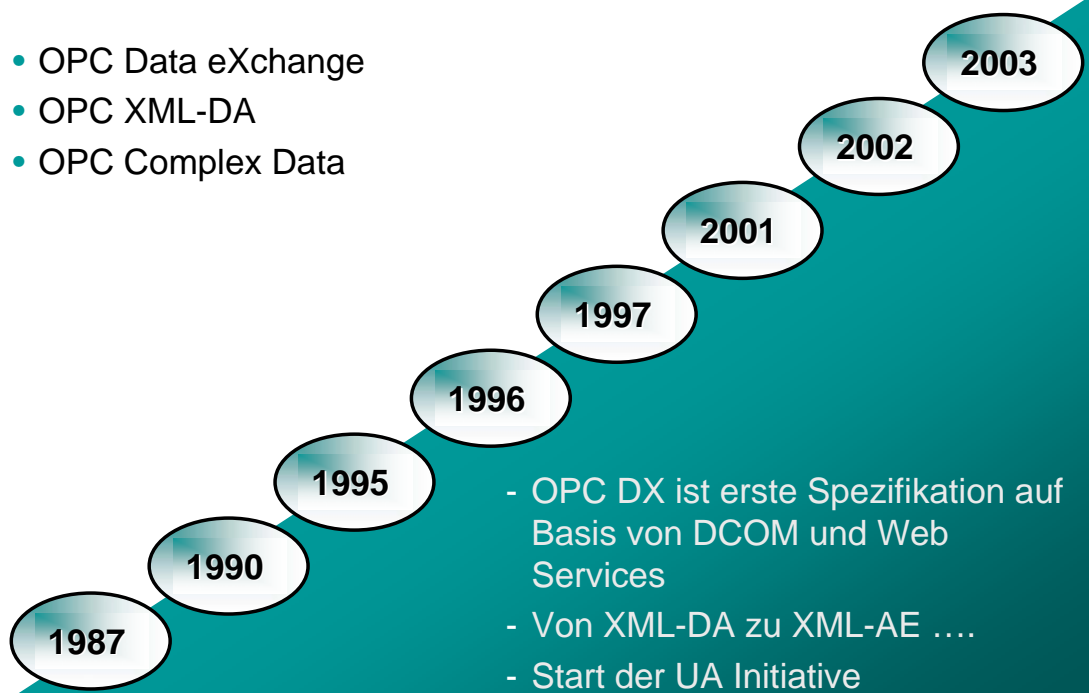 • OPC Data eXchange
• OPC XML-DA
• OPC Complex Data
2003
2002
2001
1997
1996
1995
1990
1987
- OPC DX ist erste Spezifikation auf
Basis von DCOM und Web
Services
- Von XML-DA zu XML-AE ....
- Start der UA Initiative